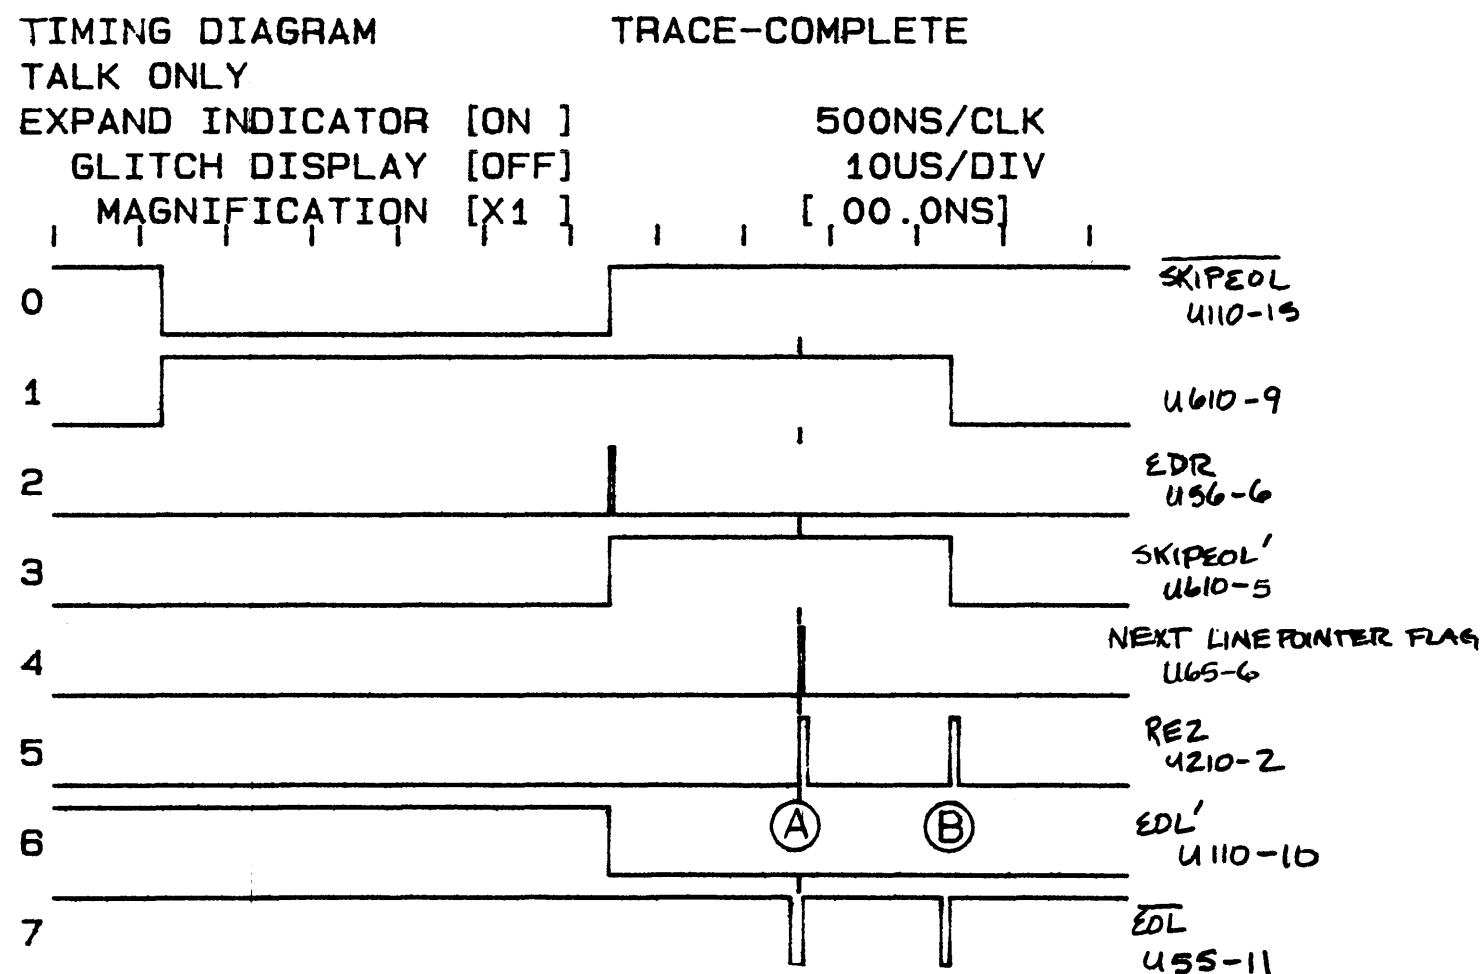 TIMING DIAGRAM TRACE-COMPLETE
TALK ONLY
EXPAND INDICATOR [ON ] 500NS/CLK
GLITCH DISPLAY [OFF] 10US/DIV
MAGNIFICATION [X1 ] [ 00.0NS]
0 SKIPEOL
U110-15
1 U610-9
2 EDR
U56-6
3 SKIPEOL'
U610-5
4 NEXT LINE POINTER FLAG
U65-6
5 RE2
U210-2
A B
6 EOL'
U110-10
7 EOL
U55-11